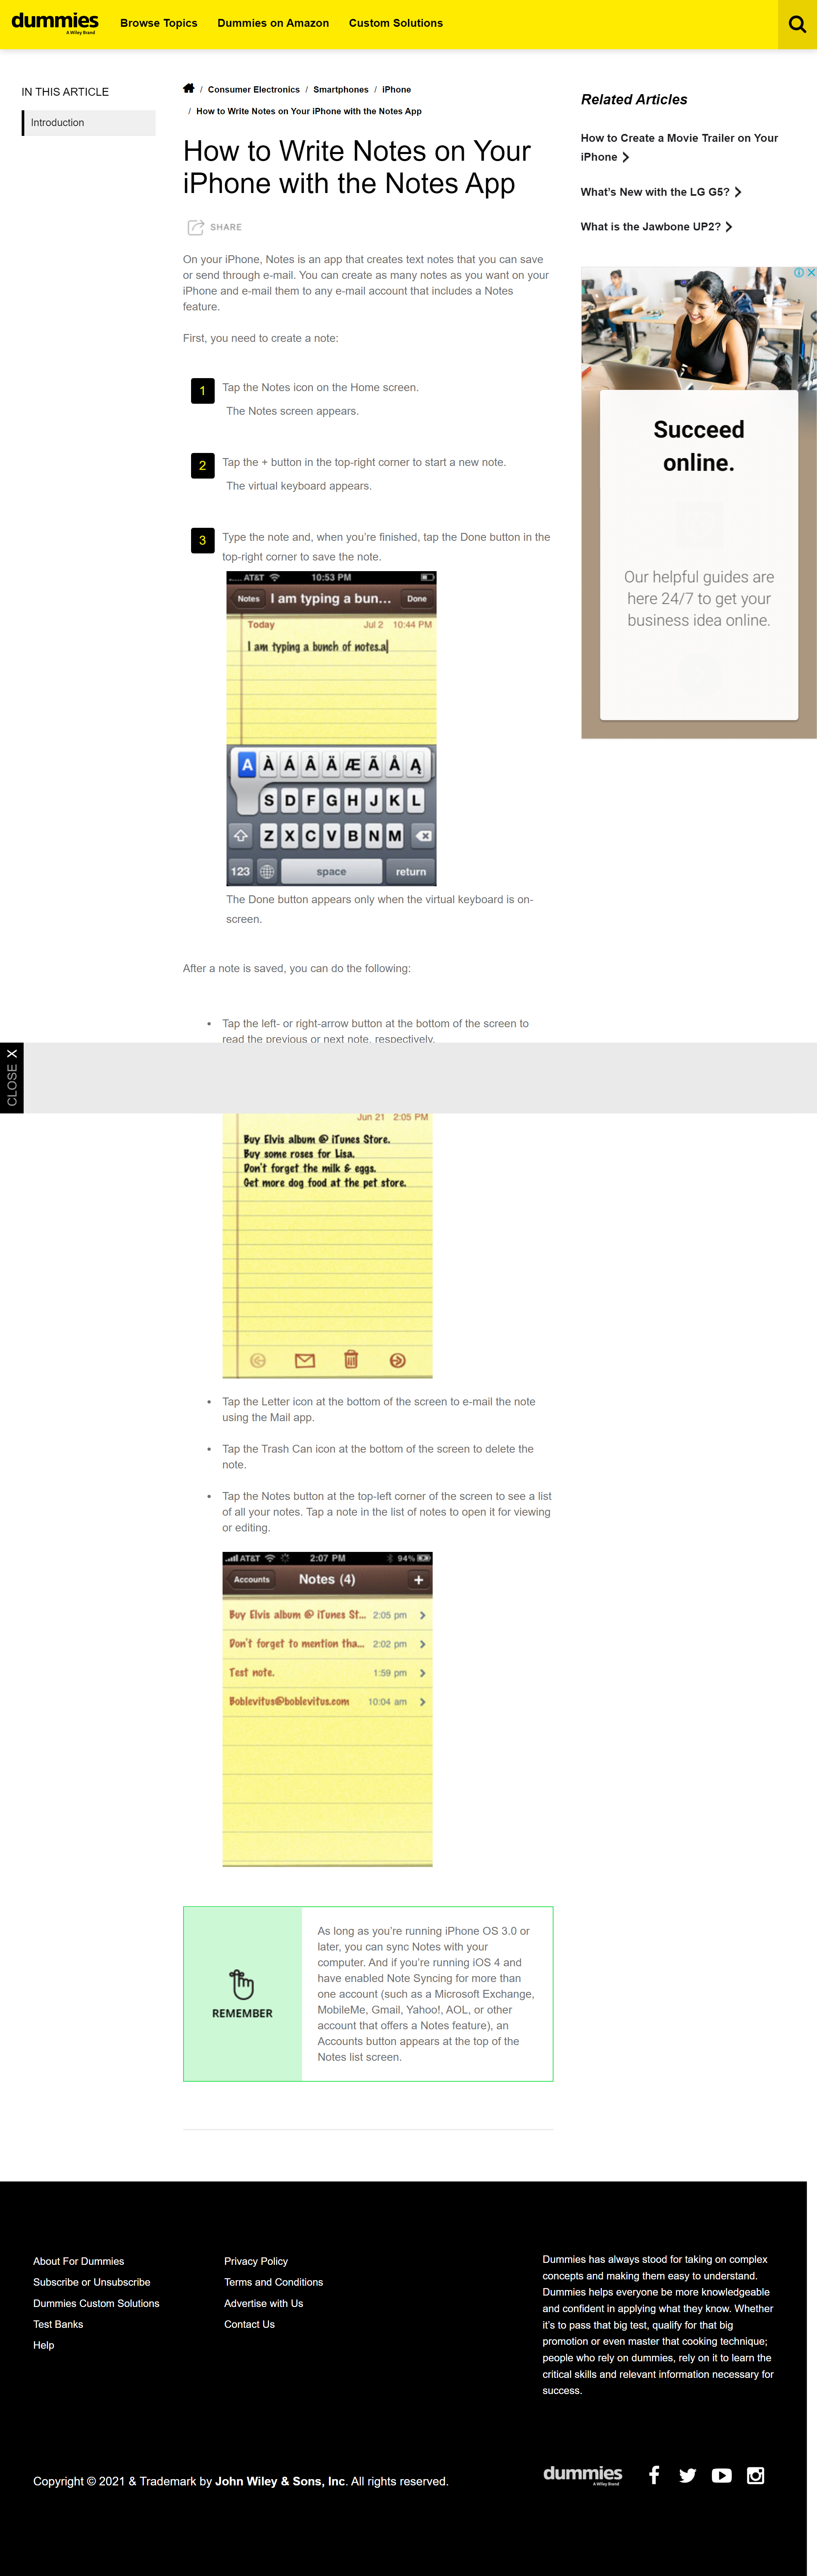 dummies
A Wiley Brand
Browse Topics
Dummies on Amazon
Custom Solutions
IN THIS ARTICLE
Introduction
/ Consumer Electronics / Smartphones / iPhone
/ How to Write Notes on Your iPhone with the Notes App
How to Write Notes on Your
iPhone with the Notes App
SHARE
On your iPhone, Notes is an app that creates text notes that you can save
or send through e-mail. You can create as many notes as you want on your
iPhone and e-mail them to any e-mail account that includes a Notes
feature.
First, you need to create a note:
1 Tap the Notes icon on the Home screen.
The Notes screen appears.
2 Tap the + button in the top-right corner to start a new note.
The virtual keyboard appears.
3 Type the note and, when you're finished, tap the Done button in the
top-right corner to save the note.
AT&T 10:53 PM
Notes I am typing a bun... Done
Today Jul 2 10:44 PM
I am typing a bunch of notes.a
A À Á Â Ä Æ Ã Å Ą
S D F G H J K L
Z X C V B N M
123 space return
The Done button appears only when the virtual keyboard is on-
screen.
After a note is saved, you can do the following:
• Tap the left- or right-arrow button at the bottom of the screen to
read the previous or next note, respectively.
CLOSE X
Jun 21 2:05 PM
Buy Elvis album @ iTunes Store.
Buy some roses for Lisa.
Don't forget the milk & eggs.
Get more dog food at the pet store.
• Tap the Letter icon at the bottom of the screen to e-mail the note
using the Mail app.
• Tap the Trash Can icon at the bottom of the screen to delete the
note.
• Tap the Notes button at the top-left corner of the screen to see a list
of all your notes. Tap a note in the list of notes to open it for viewing
or editing.
AT&T 2:07 PM 94%
Accounts Notes (4) +
Buy Elvis album @ iTunes St... 2:05 pm
Don't forget to mention tha... 2:02 pm
Test note. 1:59 pm
Boblevitus@boblevitus.com 10:04 am
REMEMBER
As long as you're running iPhone OS 3.0 or
later, you can sync Notes with your
computer. And if you're running iOS 4 and
have enabled Note Syncing for more than
one account (such as a Microsoft Exchange,
MobileMe, Gmail, Yahoo!, AOL, or other
account that offers a Notes feature), an
Accounts button appears at the top of the
Notes list screen.
Related Articles
How to Create a Movie Trailer on Your
iPhone
What's New with the LG G5?
What is the Jawbone UP2?
Succeed
online.
Our helpful guides are
here 24/7 to get your
business idea online.
About For Dummies
Subscribe or Unsubscribe
Dummies Custom Solutions
Test Banks
Help
Privacy Policy
Terms and Conditions
Advertise with Us
Contact Us
Dummies has always stood for taking on complex
concepts and making them easy to understand.
Dummies helps everyone be more knowledgeable
and confident in applying what they know. Whether
it's to pass that big test, qualify for that big
promotion or even master that cooking technique;
people who rely on dummies, rely on it to learn the
critical skills and relevant information necessary for
success.
Copyright © 2021 & Trademark by John Wiley & Sons, Inc. All rights reserved.
dummies
A Wiley Brand